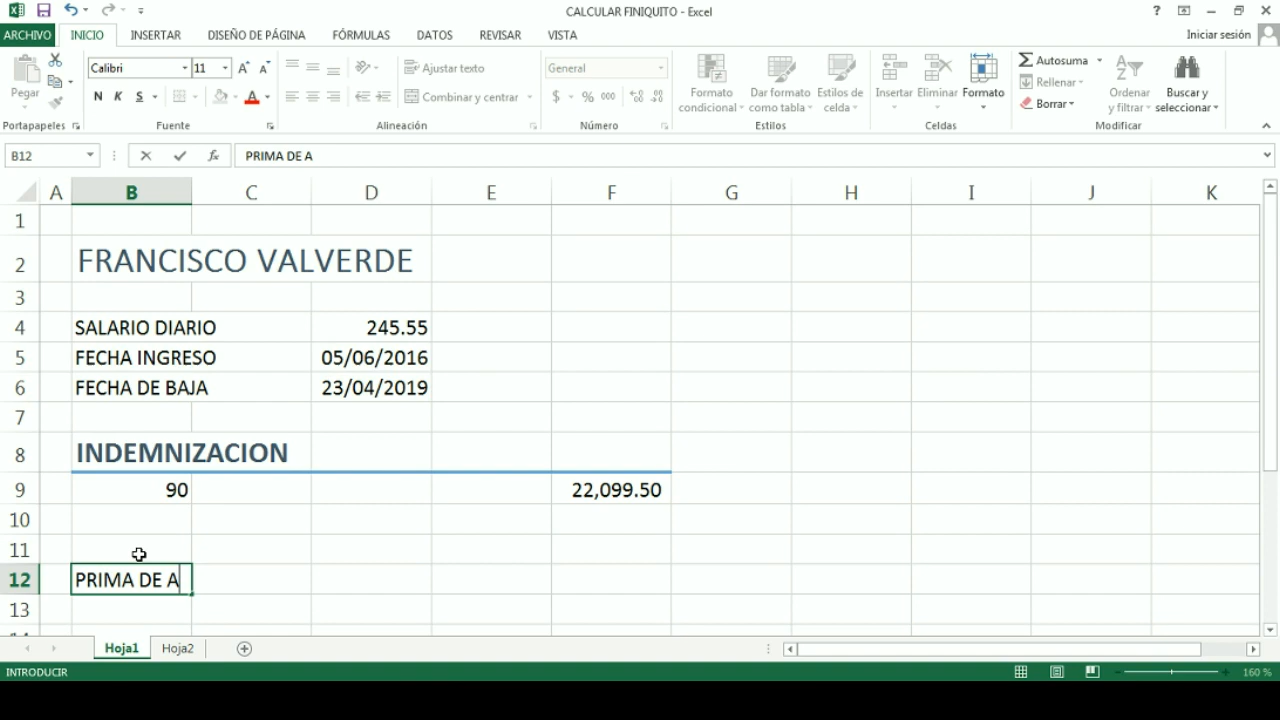 CALCULAR FINIQUITO - Excel
?
ARCHIVO INICIO INSERTAR DISEÑO DE PÁGINA FÓRMULAS DATOS REVISAR VISTA Iniciar sesión
Pegar
Calibri 11
N K S
A A
Ajustar texto
Combinar y centrar
General
$ % 000
Formato condicional
Dar formato como tabla
Estilos de celda
Insertar Eliminar Formato
Autosuma
Rellenar
Borrar
Ordenar y filtrar
Buscar y seleccionar
Portapapeles Fuente Alineación Número Estilos Celdas Modificar
B12 fx PRIMA DE A
A B C D E F G H I J K
1
2 FRANCISCO VALVERDE
3
4 SALARIO DIARIO 245.55
5 FECHA INGRESO 05/06/2016
6 FECHA DE BAJA 23/04/2019
7
8 INDEMNIZACION
9 90 22,099.50
10
11
12 PRIMA DE A
13
Hoja1 Hoja2
INTRODUCIR 160 %